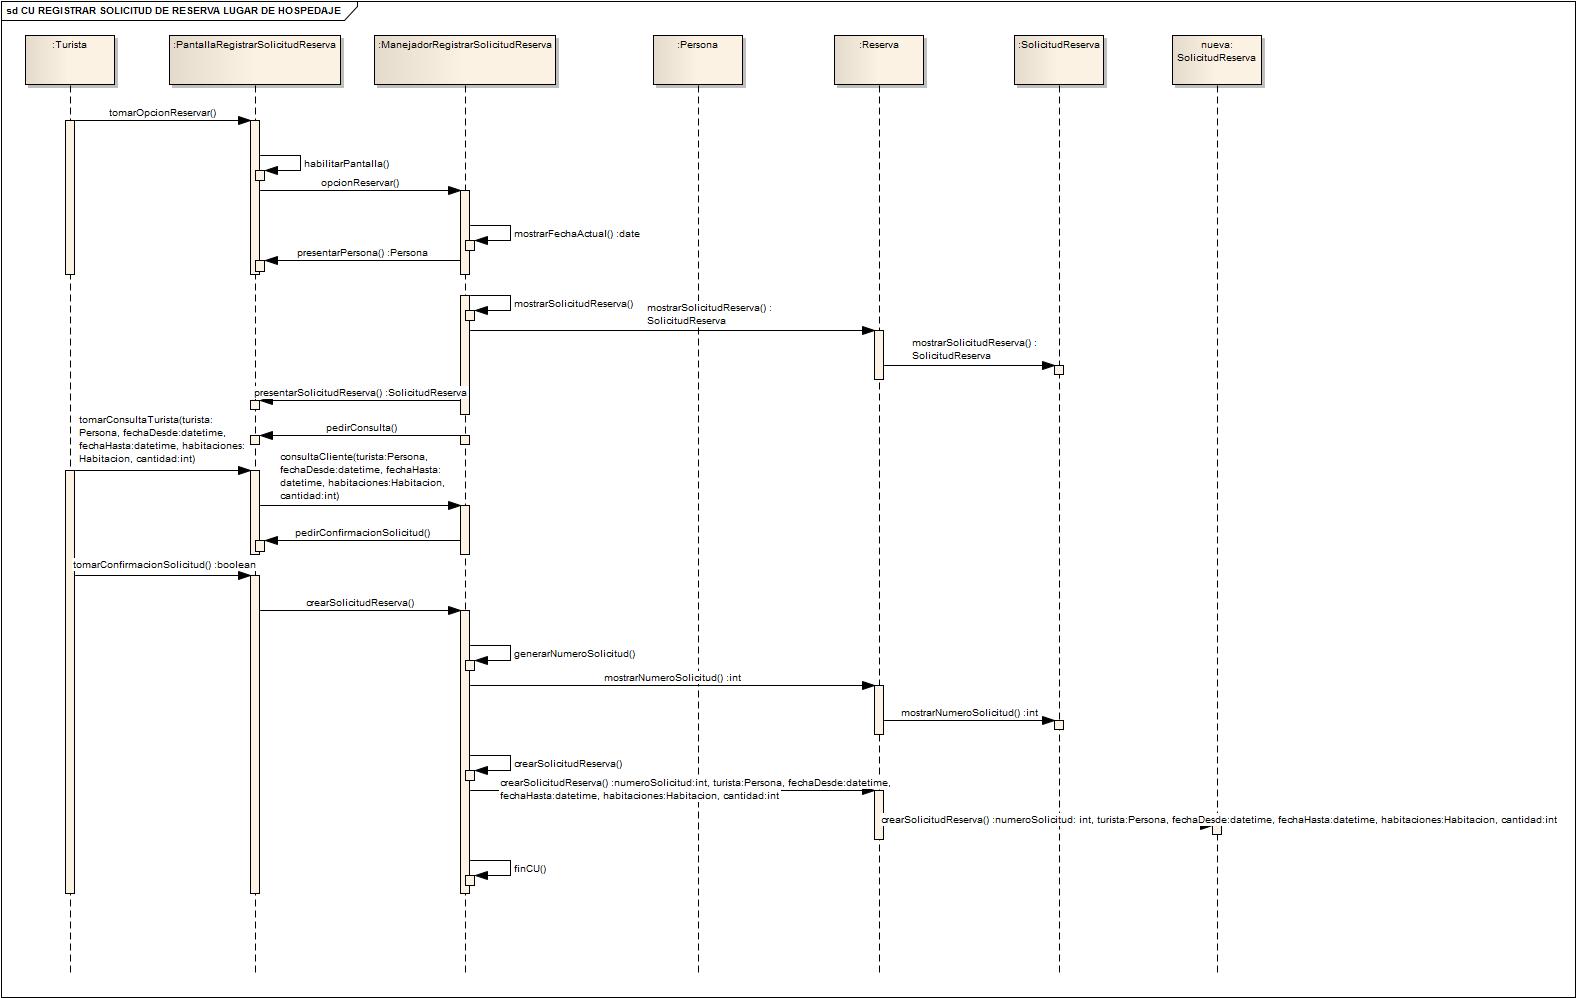 sd CU REGISTRAR SOLICITUD DE RESERVA LUGAR DE HOSPEDAJE
:Turista
:PantallaRegistrarSolicitudReserva
:ManejadorRegistrarSolicitudReserva
:Persona
:Reserva
:SolicitudReserva
nueva:
SolicitudReserva
tomarOpcionReservar()
habilitarPantalla()
opcionReservar()
mostrarFechaActual() :date
presentarPersona() :Persona
mostrarSolicitudReserva()
mostrarSolicitudReserva() :
SolicitudReserva
mostrarSolicitudReserva() :
SolicitudReserva
presentarSolicitudReserva() :SolicitudReserva
pedirConsulta()
tomarConsultaTurista(turista:
Persona, fechaDesde:datetime,
fechaHasta:datetime, habitaciones:
Habitacion, cantidad:int)
consultaCliente(turista:Persona,
fechaDesde:datetime, fechaHasta:
datetime, habitaciones:Habitacion,
cantidad:int)
pedirConfirmacionSolicitud()
tomarConfirmacionSolicitud() :boolean
crearSolicitudReserva()
generarNumeroSolicitud()
mostrarNumeroSolicitud() :int
mostrarNumeroSolicitud() :int
crearSolicitudReserva()
crearSolicitudReserva() :numeroSolicitud:int, turista:Persona, fechaDesde:datetime,
fechaHasta:datetime, habitaciones:Habitacion, cantidad:int
crearSolicitudReserva() :numeroSolicitud: int, turista:Persona, fechaDesde:datetime, fechaHasta:datetime, habitaciones:Habitacion, cantidad:int
finCU()